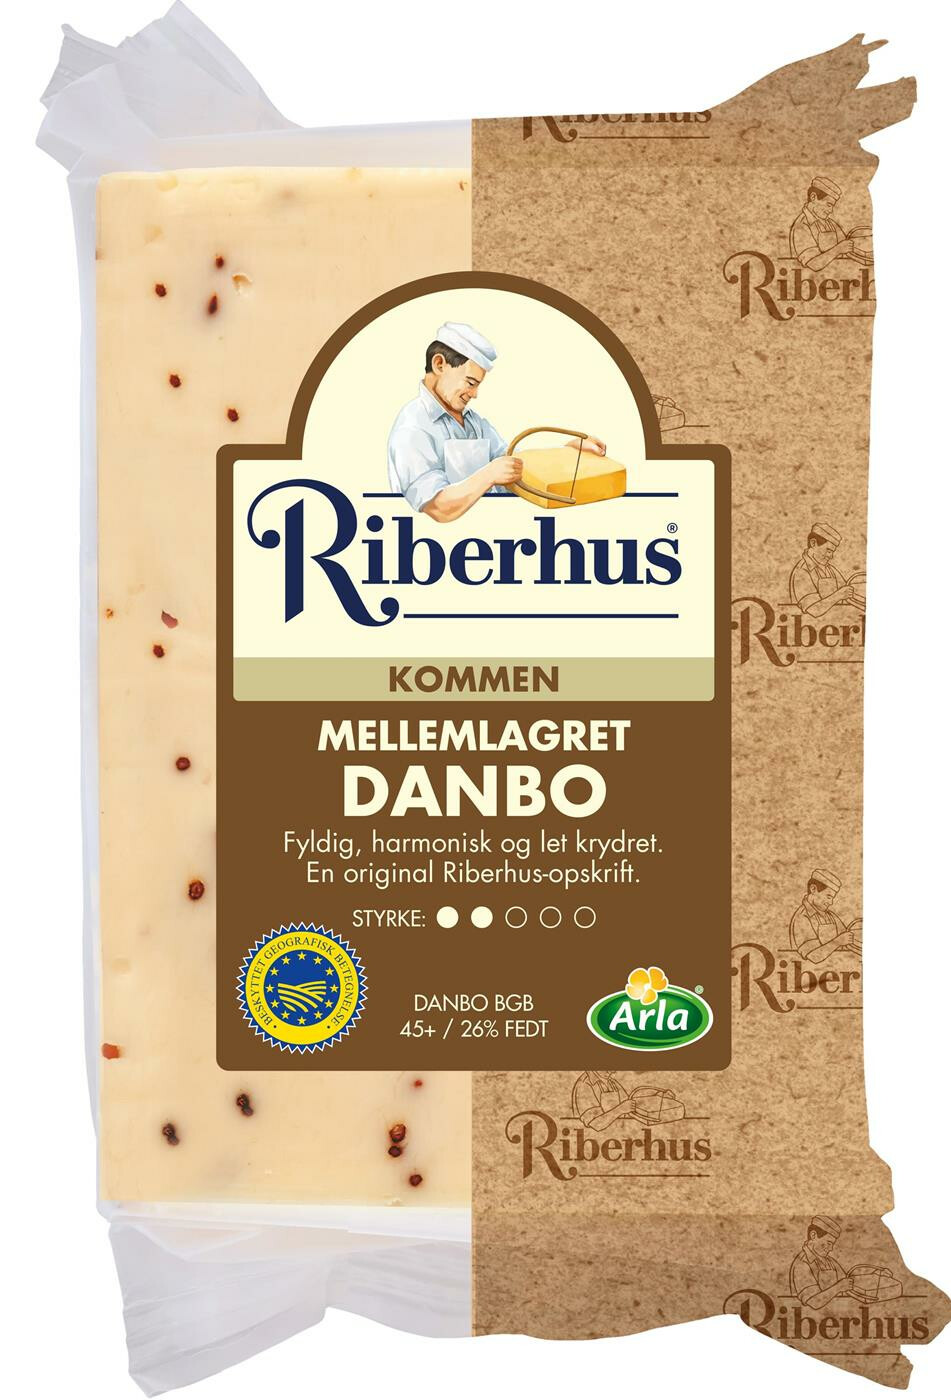 Riberhus
Riberhus
Riberhus®
Riberhus
KOMMEN
MELLEMLAGRET
DANBO
Fyldig, harmonisk og let krydret.
En original Riberhus-opskrift.
STYRKE:
BESKYTTET GEOGRAFISK BETEGNELSE
DANBO BGB
45+ / 26% FEDT
Arla®
Riberhus
Riberhus
Riberhus